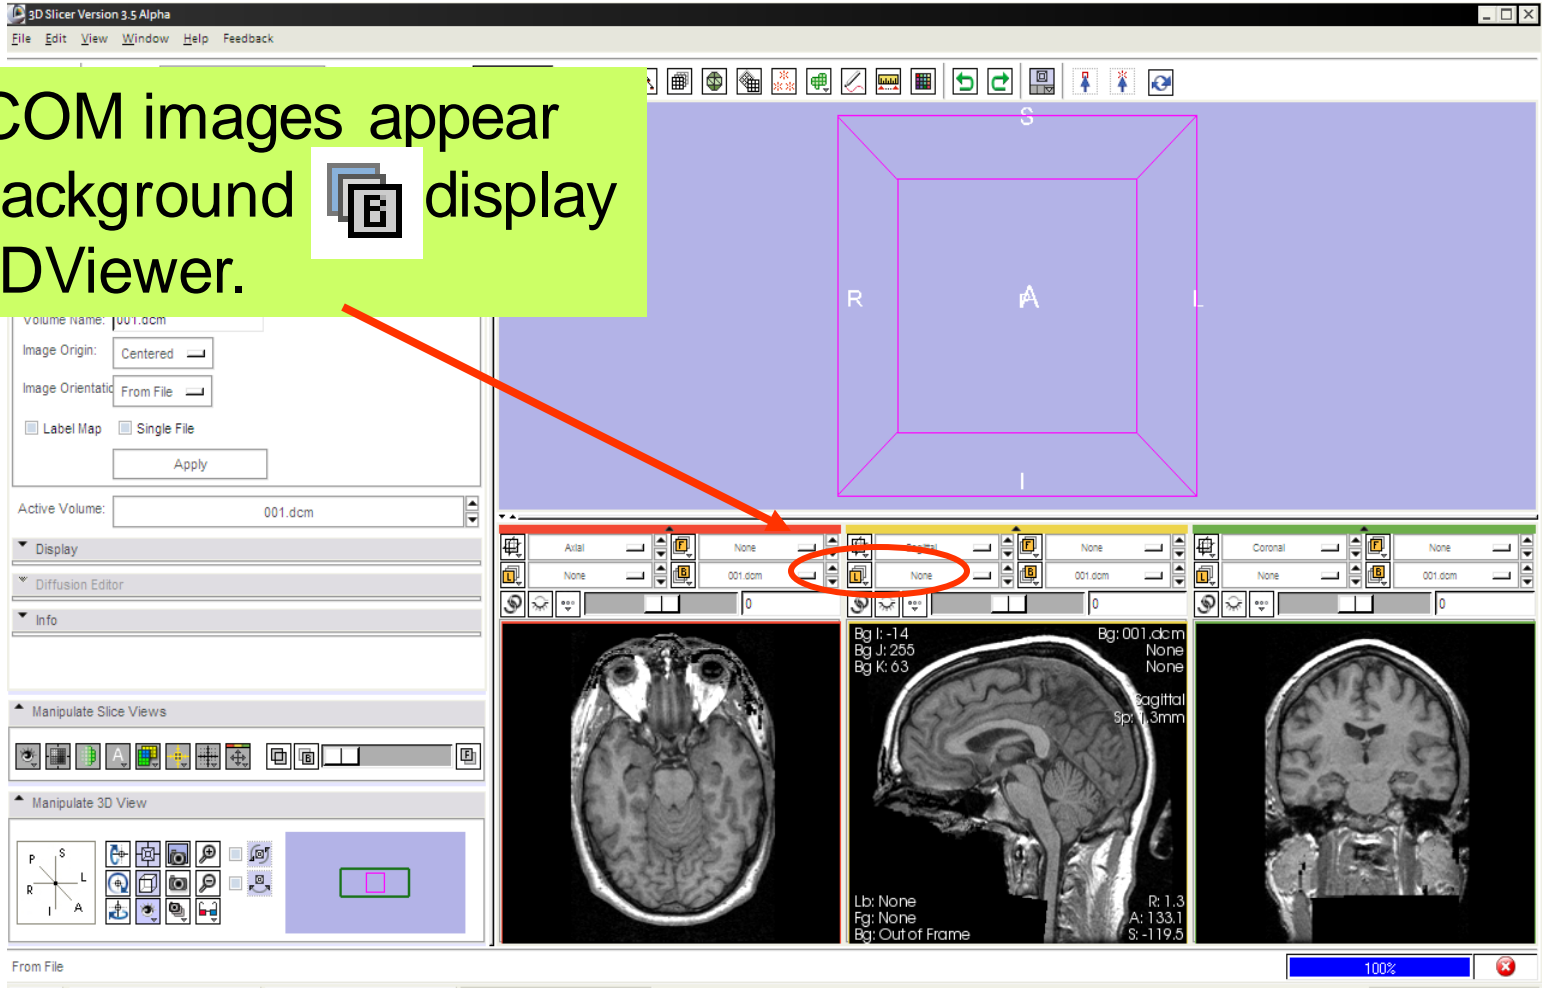 3D Slicer Version 3.5 Alpha
File Edit View Window Help Feedback
COM images appear
ackground B display
DViewer.
Volume Name: 001.dcm
Image Origin: Centered
Image Orientatio From File
Label Map Single File
Apply
Active Volume: 001.dcm
Display
Diffusion Editor
Info
Manipulate Slice Views
A B F
Manipulate 3D View
P S
R L
I A
S
R A L
I
Axial F None
L None B 001.dcm
0
Sagittal F None
L None B 001.dcm
0
Coronal F None
L None B 001.dcm
0
Bg I: -14 Bg: 001.dcm
Bg J: 255 None
Bg K: 63 None
Sagittal
Sp: 1.3mm
Lb: None R: 1.3
Fg: None A: 133.1
Bg: Out of Frame S: -119.5
From File 100%